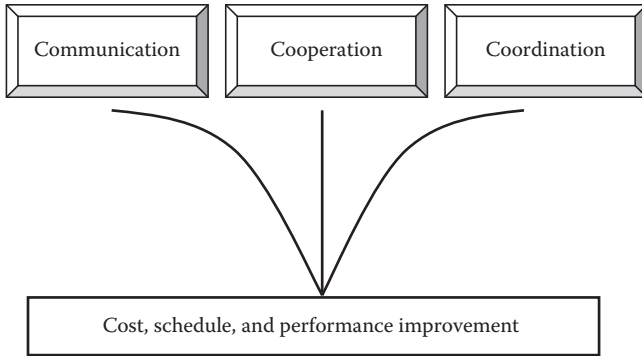 Communication
Cooperation
Coordination
Cost, schedule, and performance improvement